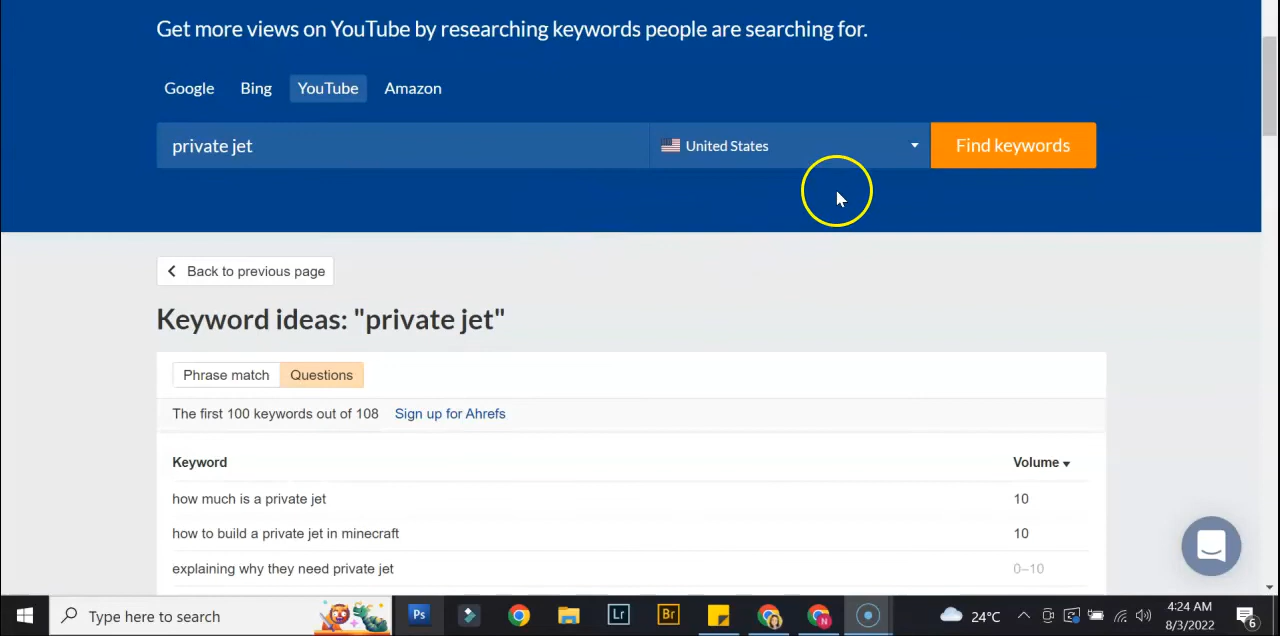 Get more views on YouTube by researching keywords people are searching for.
Google Bing YouTube Amazon
private jet United States Find keywords
Back to previous page
Keyword ideas: "private jet"
Phrase match Questions
The first 100 keywords out of 108 Sign up for Ahrefs
Keyword Volume
how much is a private jet 10
how to build a private jet in minecraft 10
explaining why they need private jet 0–10
Type here to search Ps Lr Br N 24°C 4:24 AM
8/3/2022 6